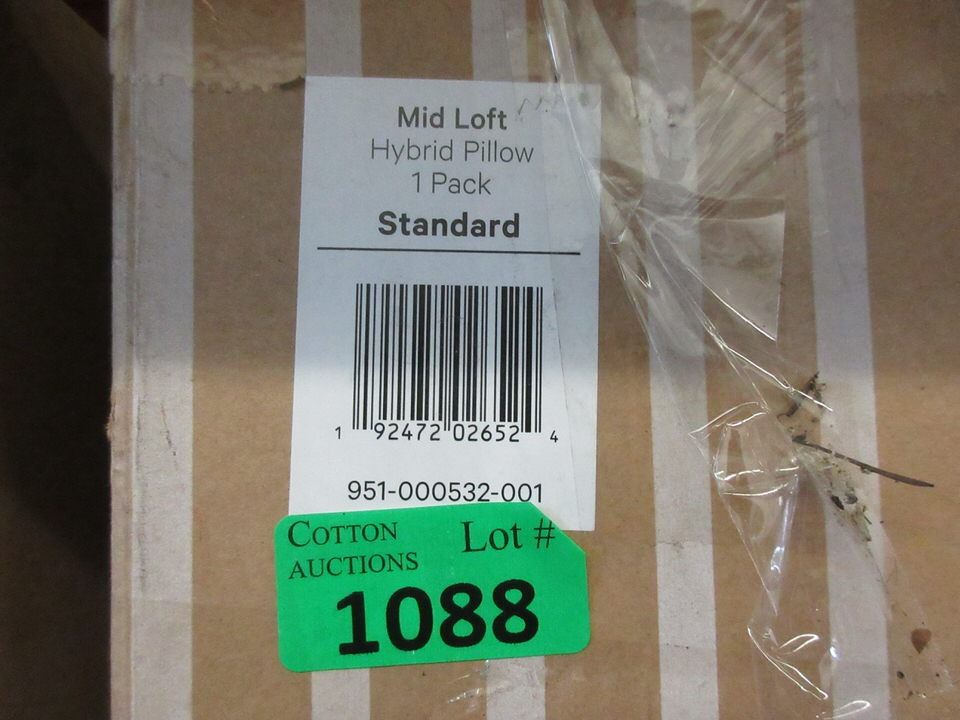 Mid Loft
Hybrid Pillow
1 Pack
Standard
1 92472 02652 4
951-000532-001
COTTON AUCTIONS
Lot #
1088